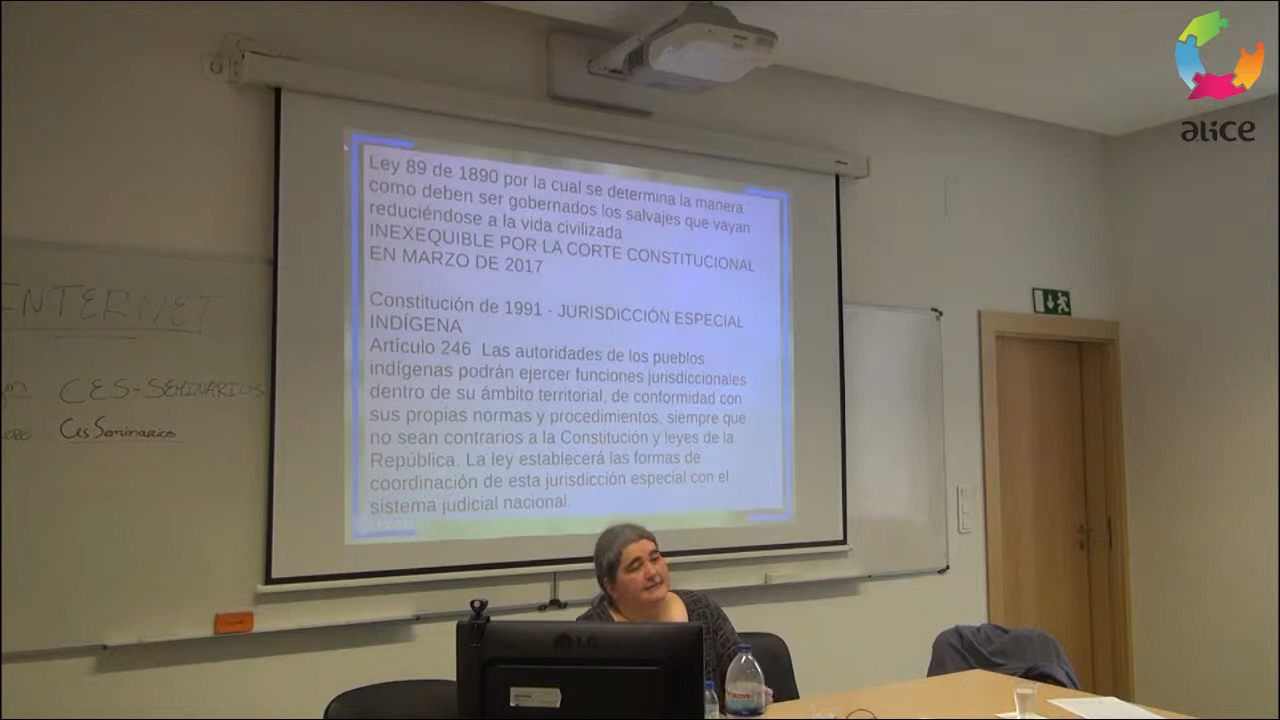 alice
Ley 89 de 1890 por la cual se determina la manera
como deben ser gobernados los salvajes que vayan
reduciéndose a la vida civilizada
INEXEQUIBLE POR LA CORTE CONSTITUCIONAL
EN MARZO DE 2017
Constitución de 1991 - JURISDICCIÓN ESPECIAL
INDÍGENA
Artículo 246 Las autoridades de los pueblos
indígenas podrán ejercer funciones jurisdiccionales
dentro de su ámbito territorial, de conformidad con
sus propias normas y procedimientos, siempre que
no sean contrarios a la Constitución y leyes de la
República. La ley establecerá las formas de
coordinación de esta jurisdicción especial con el
sistema judicial nacional.
INTERNET
CES-SEMINARIOS
Ces Seminarios
LG